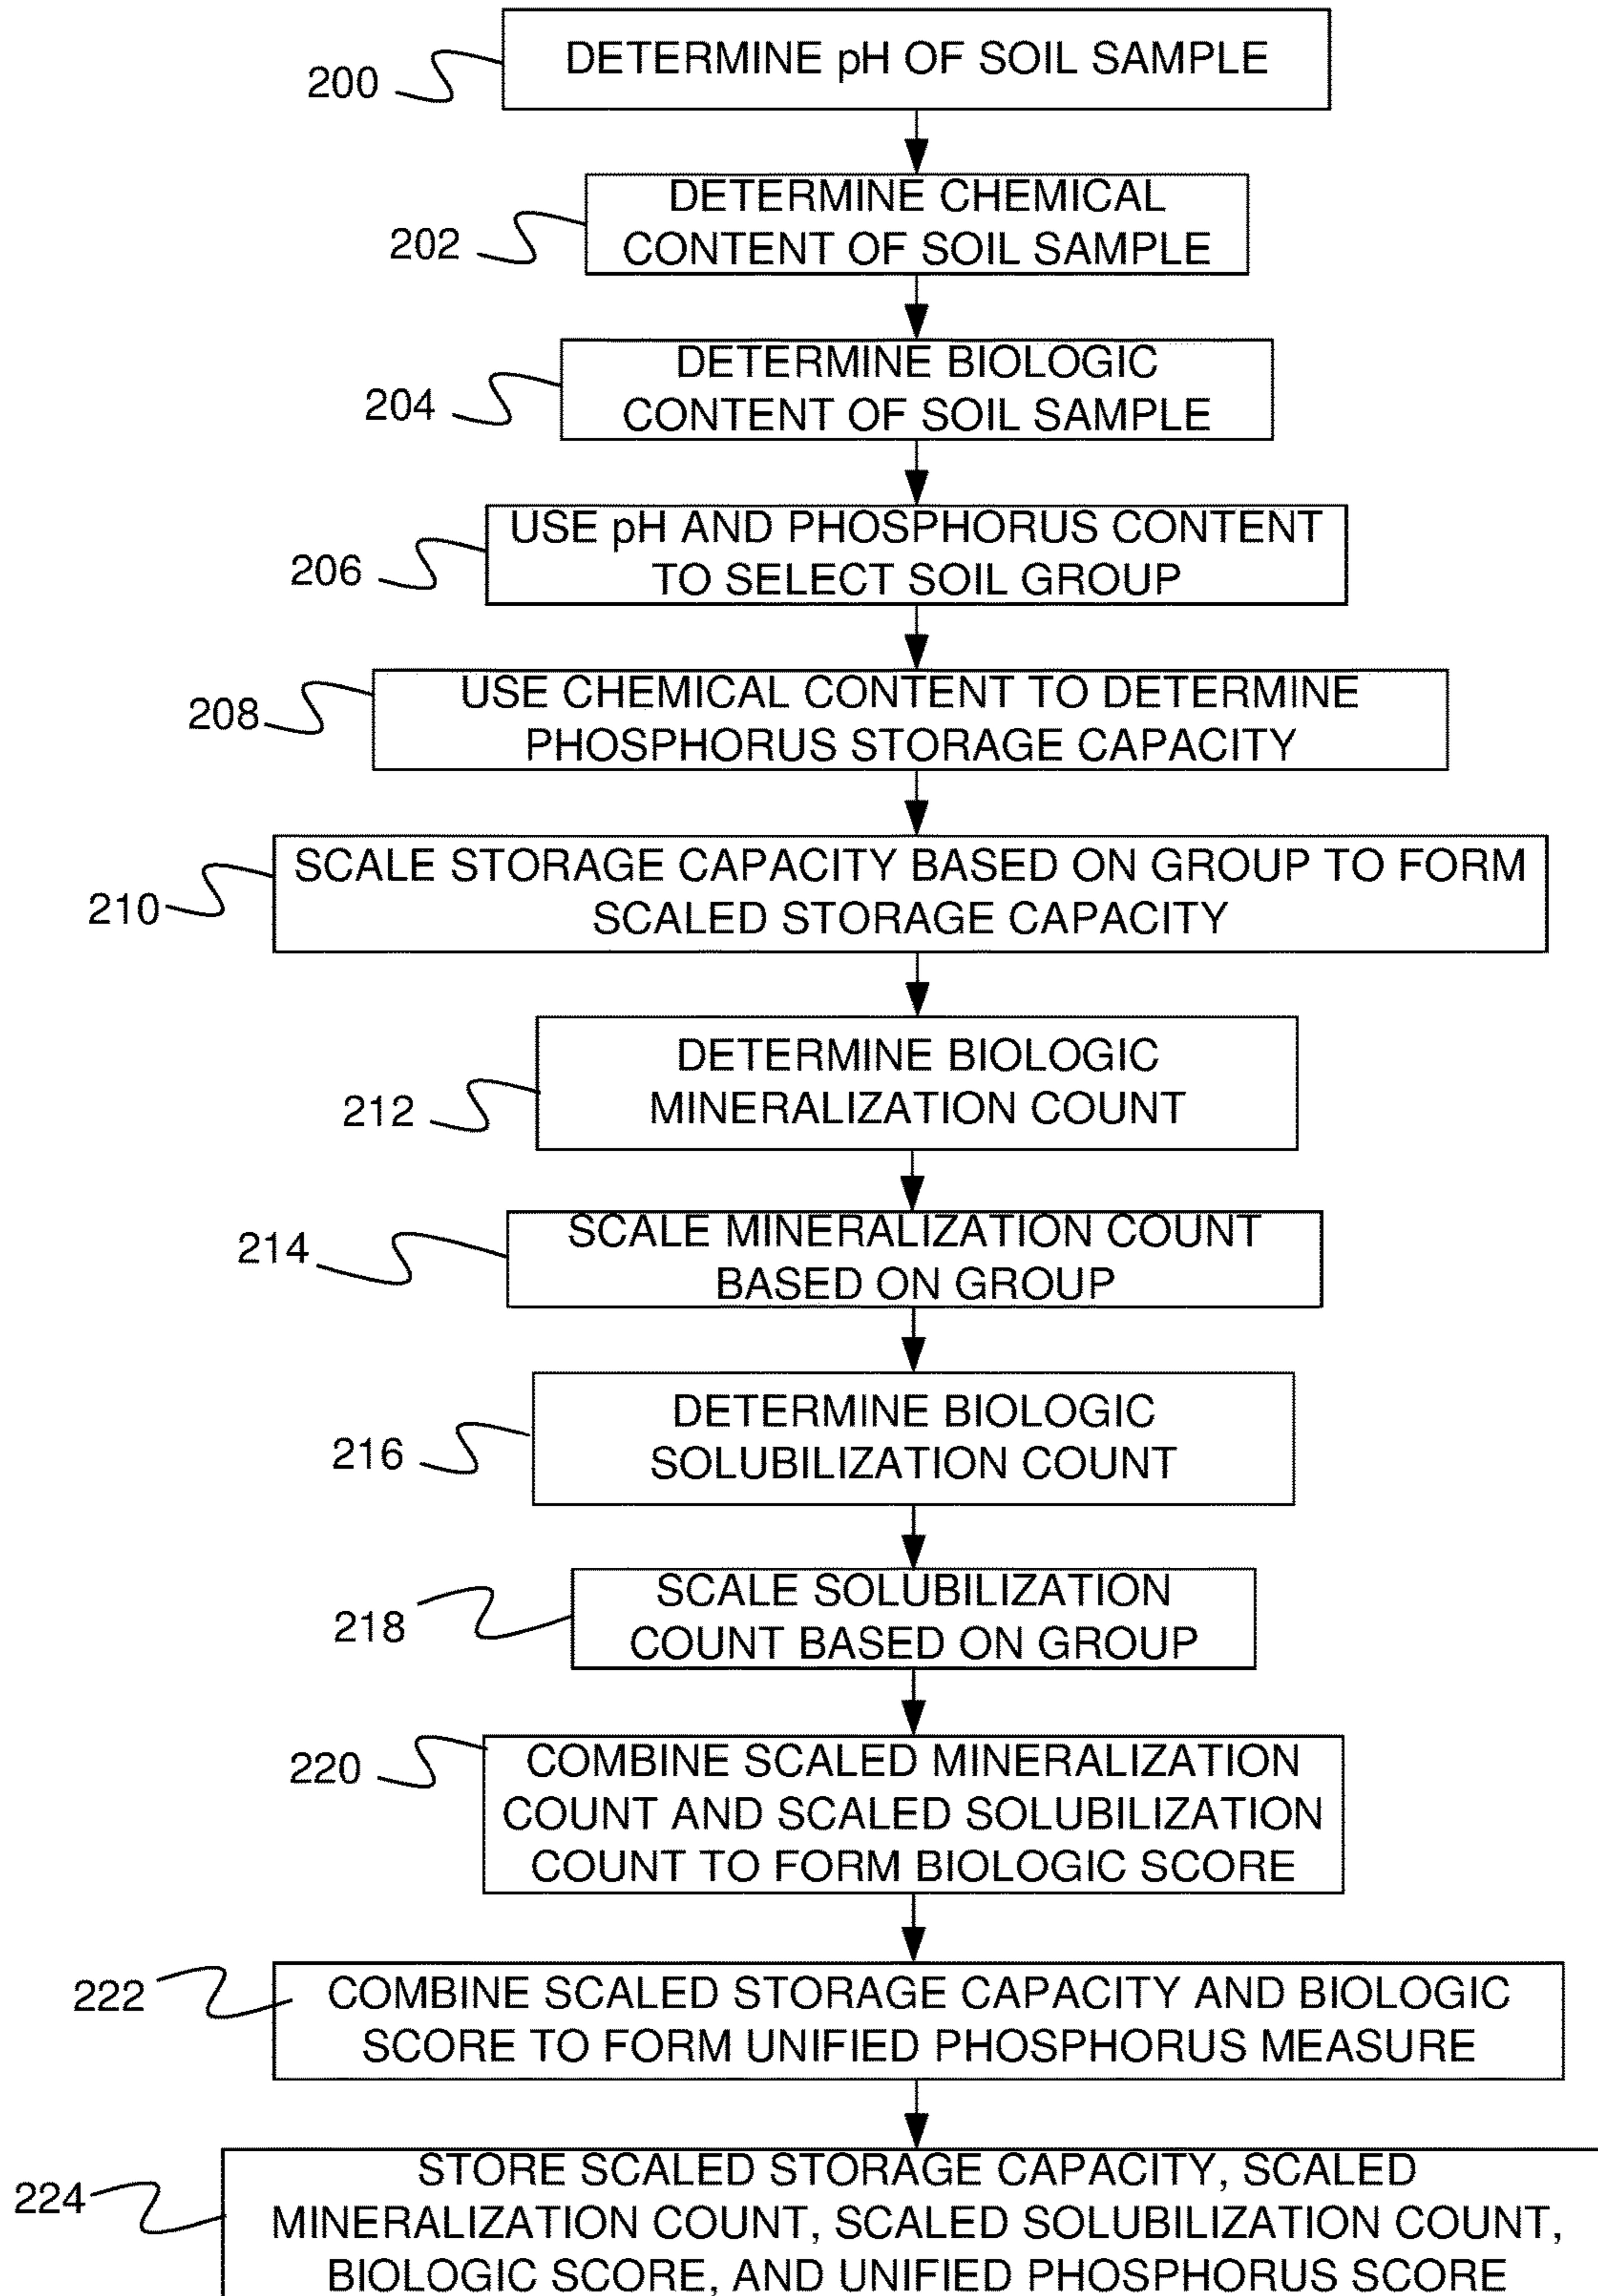 200
DETERMINE pH OF SOIL SAMPLE
202
DETERMINE CHEMICAL
CONTENT OF SOIL SAMPLE
204
DETERMINE BIOLOGIC
CONTENT OF SOIL SAMPLE
206
USE pH AND PHOSPHORUS CONTENT
TO SELECT SOIL GROUP
208
USE CHEMICAL CONTENT TO DETERMINE
PHOSPHORUS STORAGE CAPACITY
210
SCALE STORAGE CAPACITY BASED ON GROUP TO FORM
SCALED STORAGE CAPACITY
212
DETERMINE BIOLOGIC
MINERALIZATION COUNT
214
SCALE MINERALIZATION COUNT
BASED ON GROUP
216
DETERMINE BIOLOGIC
SOLUBILIZATION COUNT
218
SCALE SOLUBILIZATION
COUNT BASED ON GROUP
220
COMBINE SCALED MINERALIZATION
COUNT AND SCALED SOLUBILIZATION
COUNT TO FORM BIOLOGIC SCORE
222
COMBINE SCALED STORAGE CAPACITY AND BIOLOGIC
SCORE TO FORM UNIFIED PHOSPHORUS MEASURE
224
STORE SCALED STORAGE CAPACITY, SCALED
MINERALIZATION COUNT, SCALED SOLUBILIZATION COUNT,
BIOLOGIC SCORE, AND UNIFIED PHOSPHORUS SCORE